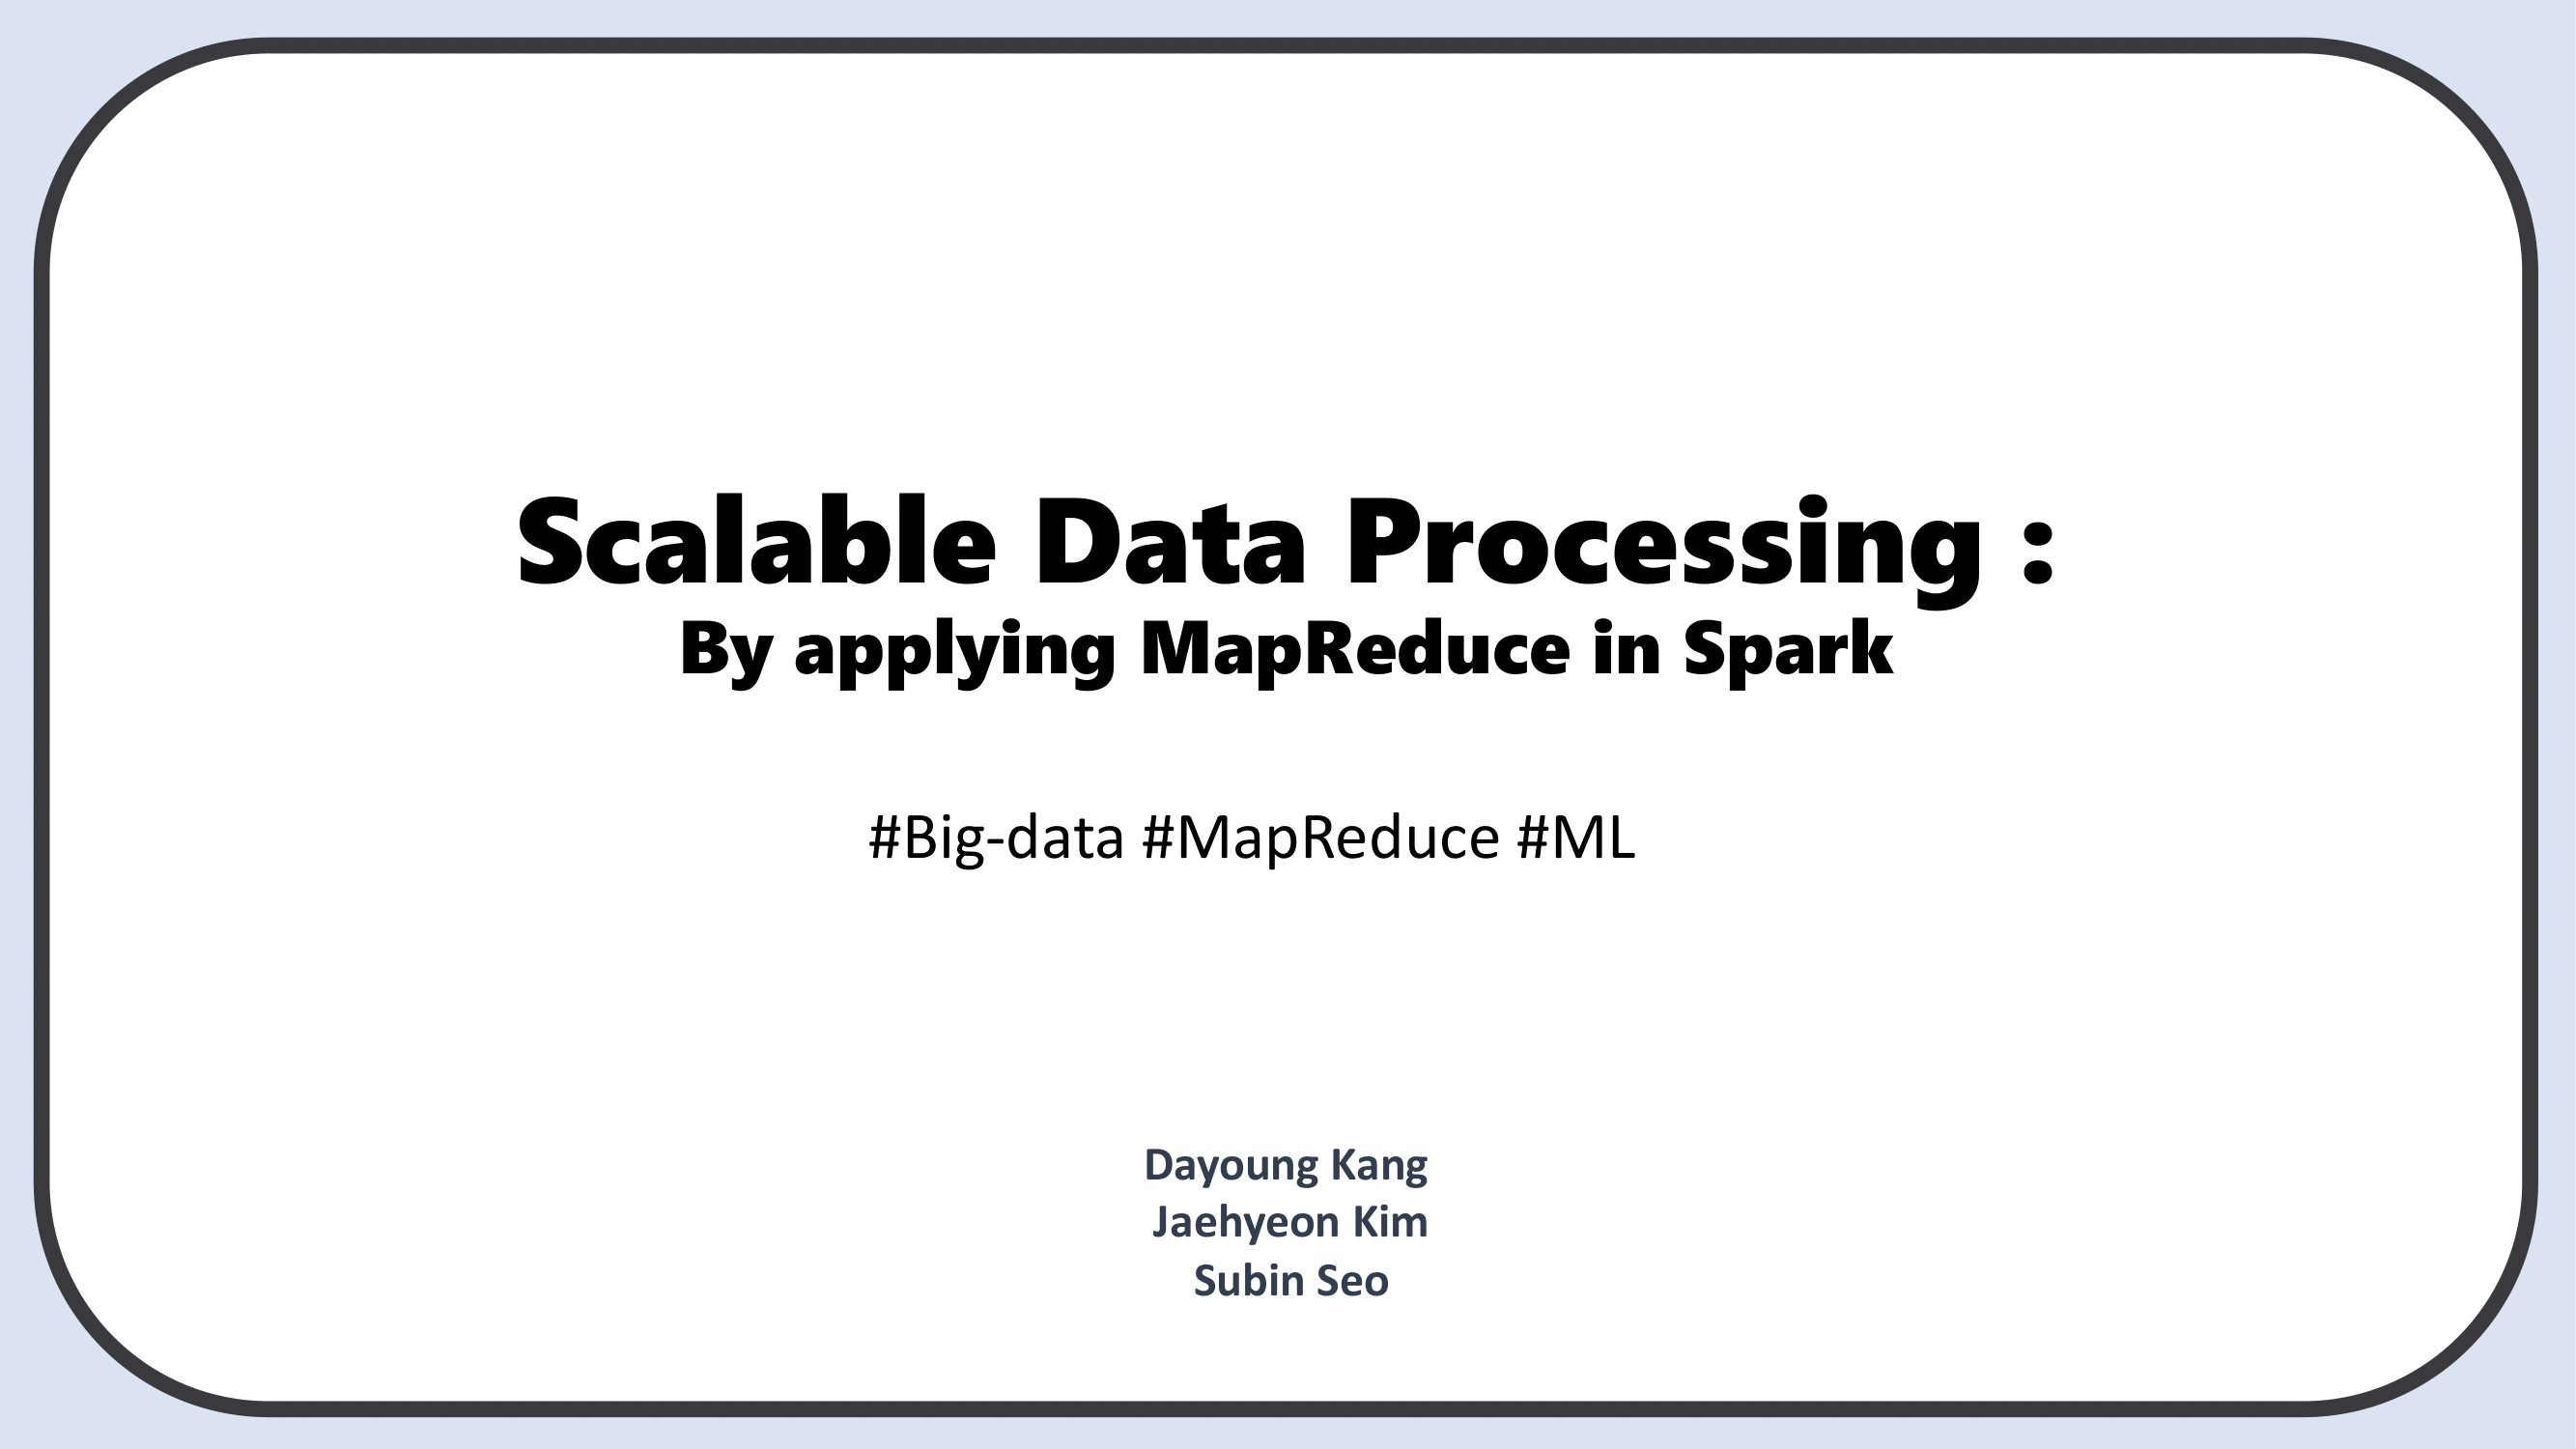 Scalable Data Processing :
By applying MapReduce in Spark
#Big-data #MapReduce #ML
Dayoung Kang
Jaehyeon Kim
Subin Seo